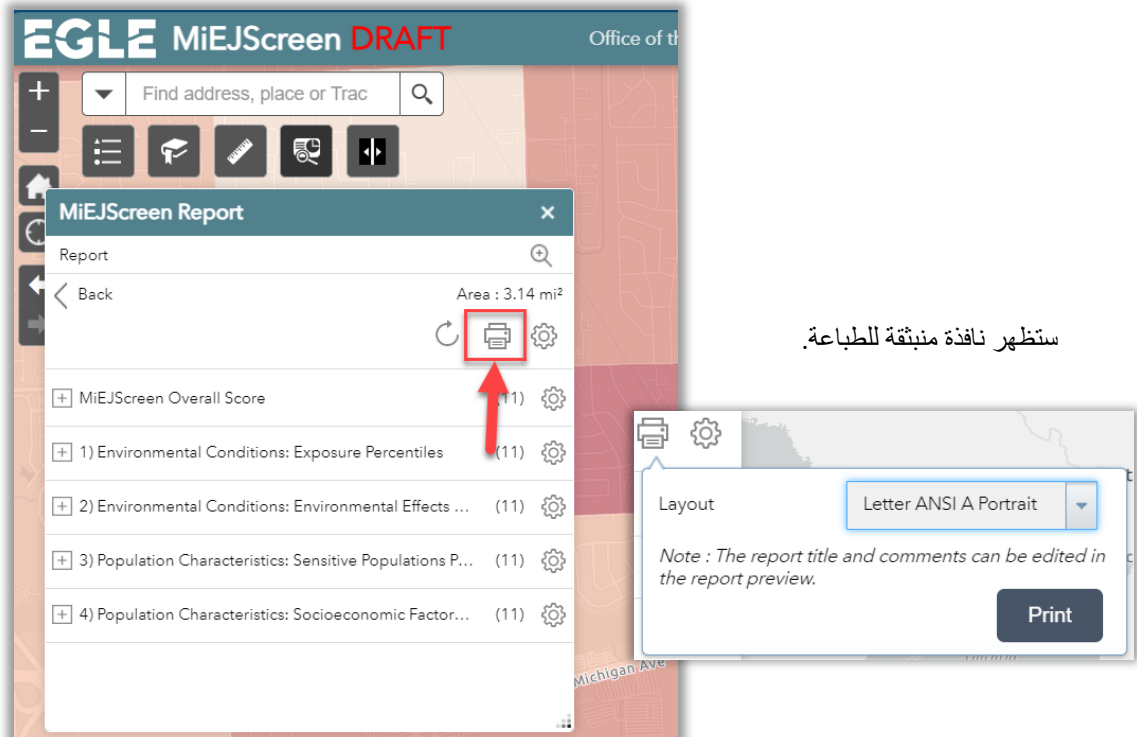 EGLE MiEJScreen DRAFT
Office of th
Find address, place or Trac
MiEJScreen Report
Report
Back
Area : 3.14 mi²
MiEJScreen Overall Score
11)
1) Environmental Conditions: Exposure Percentiles (11)
2) Environmental Conditions: Environmental Effects ... (11)
3) Population Characteristics: Sensitive Populations P... (11)
4) Population Characteristics: Socioeconomic Factor... (11)
Michigan Ave
ستظهر نافذة منبثقة للطباعة.
Layout
Letter ANSI A Portrait
Note : The report title and comments can be edited in
the report preview.
Print